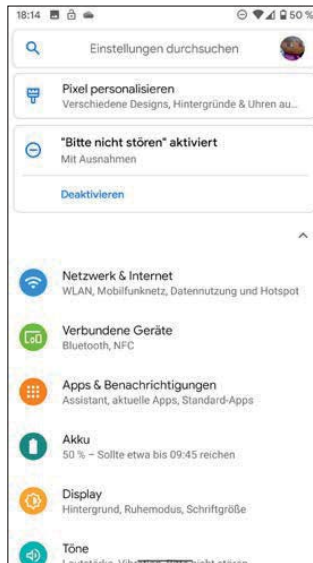 18:14 50 %
Einstellungen durchsuchen
Pixel personalisieren
Verschiedene Designs, Hintergründe & Uhren au...
"Bitte nicht stören" aktiviert
Mit Ausnahmen
Deaktivieren
Netzwerk & Internet
WLAN, Mobilfunknetz, Datennutzung und Hotspot
Verbundene Geräte
Bluetooth, NFC
Apps & Benachrichtigungen
Assistant, aktuelle Apps, Standard-Apps
Akku
50 % – Sollte etwa bis 09:45 reichen
Display
Hintergrund, Ruhemodus, Schriftgröße
Töne